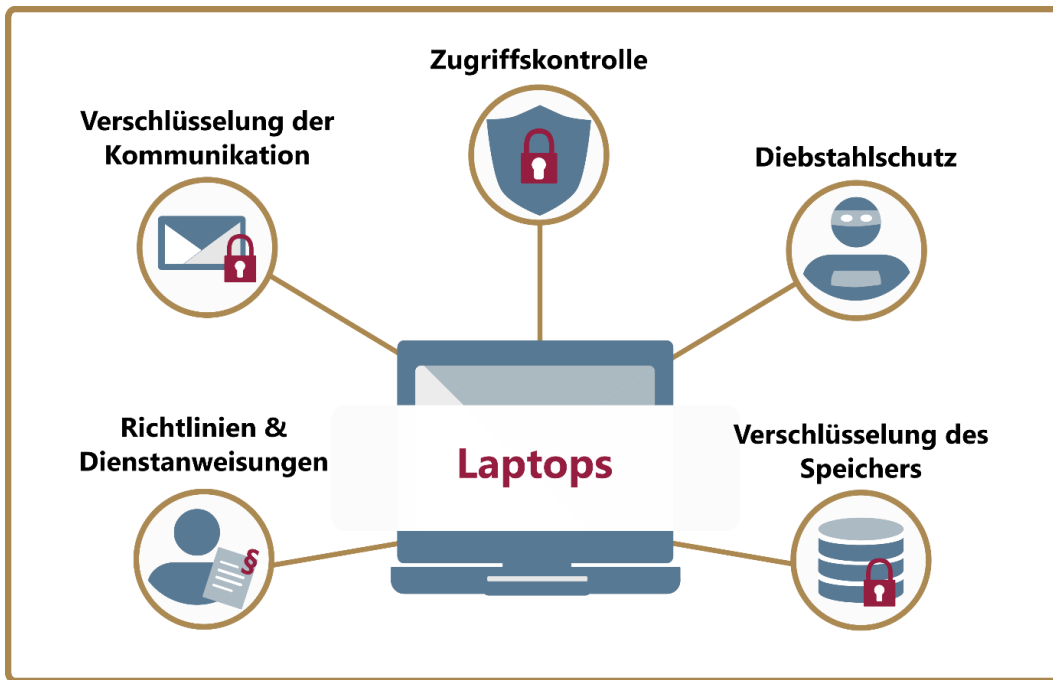 Zugriffskontrolle
Verschlüsselung der
Kommunikation
Diebstahlschutz
Laptops
Richtlinien &
Dienstanweisungen
§
Verschlüsselung des
Speichers